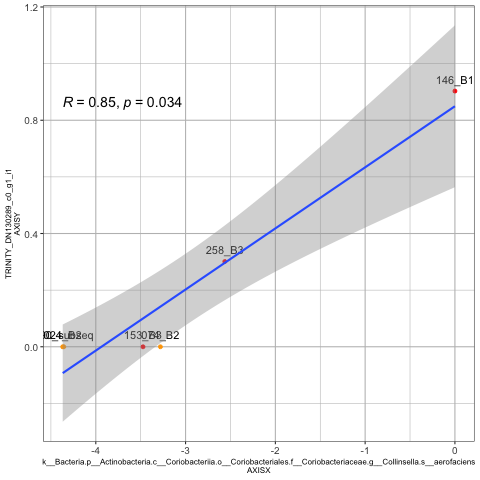 1.2
146_B1
R = 0.85, p = 0.034
0.8
TRINITY_DN130289_c0_g1_i1
AXISY
0.4
258_B3
0.0
-4
-3
-2
-1
0
k__Bacteria.p__Actinobacteria.c__Coriobacteriia.o__Coriobacteriales.f__Coriobacteriaceae.g__Collinsella.s__aerofaciens
AXISX